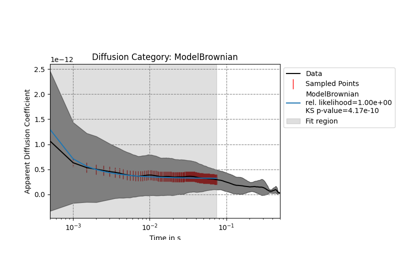 Diffusion Category: ModelBrownian
1e−12
2.5
2.0
1.5
1.0
0.5
0.0
Apparent Diffusion Coefficient
10⁻³
10⁻²
10⁻¹
Time in s
Data
Sampled Points
ModelBrownian
rel. likelihood=1.00e+00
KS p-value=4.17e-10
Fit region